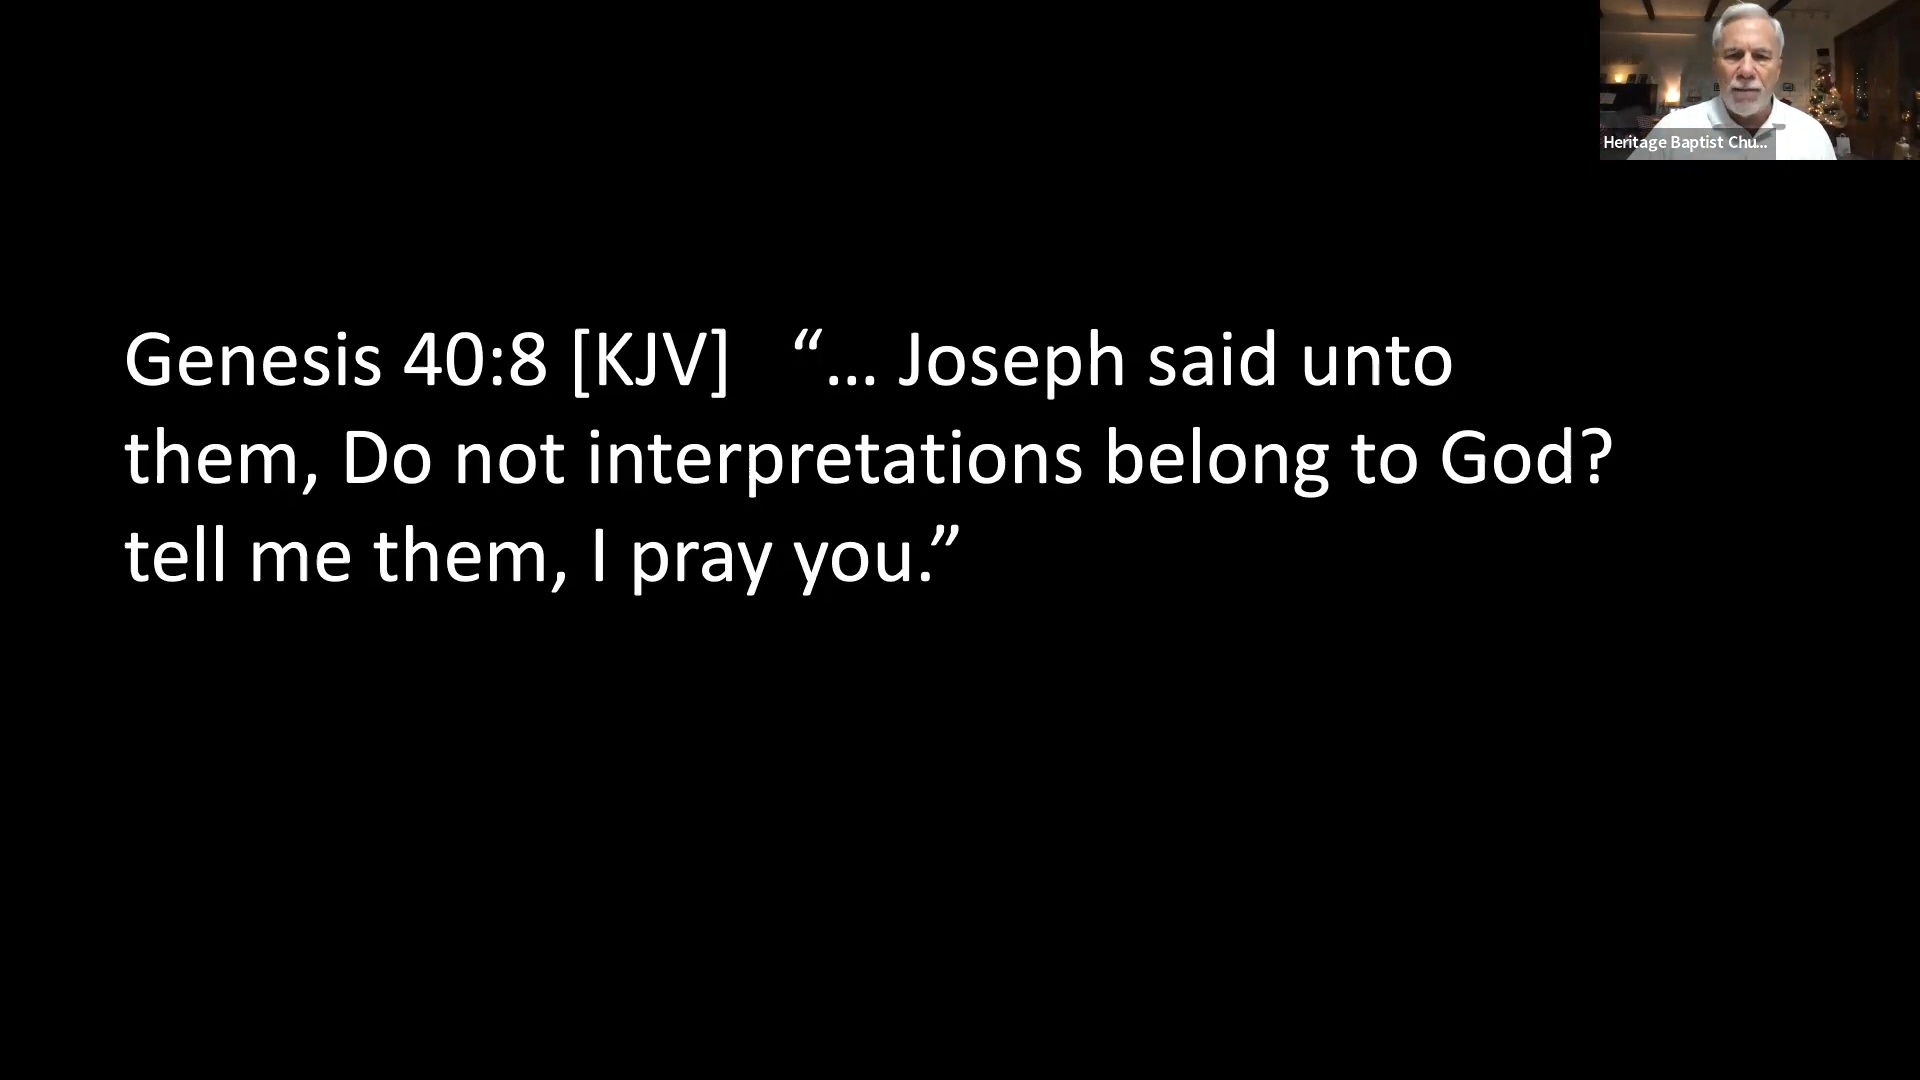 Heritage Baptist Chu...
Genesis 40:8 [KJV] “... Joseph said unto
them, Do not interpretations belong to God?
tell me them, I pray you.”